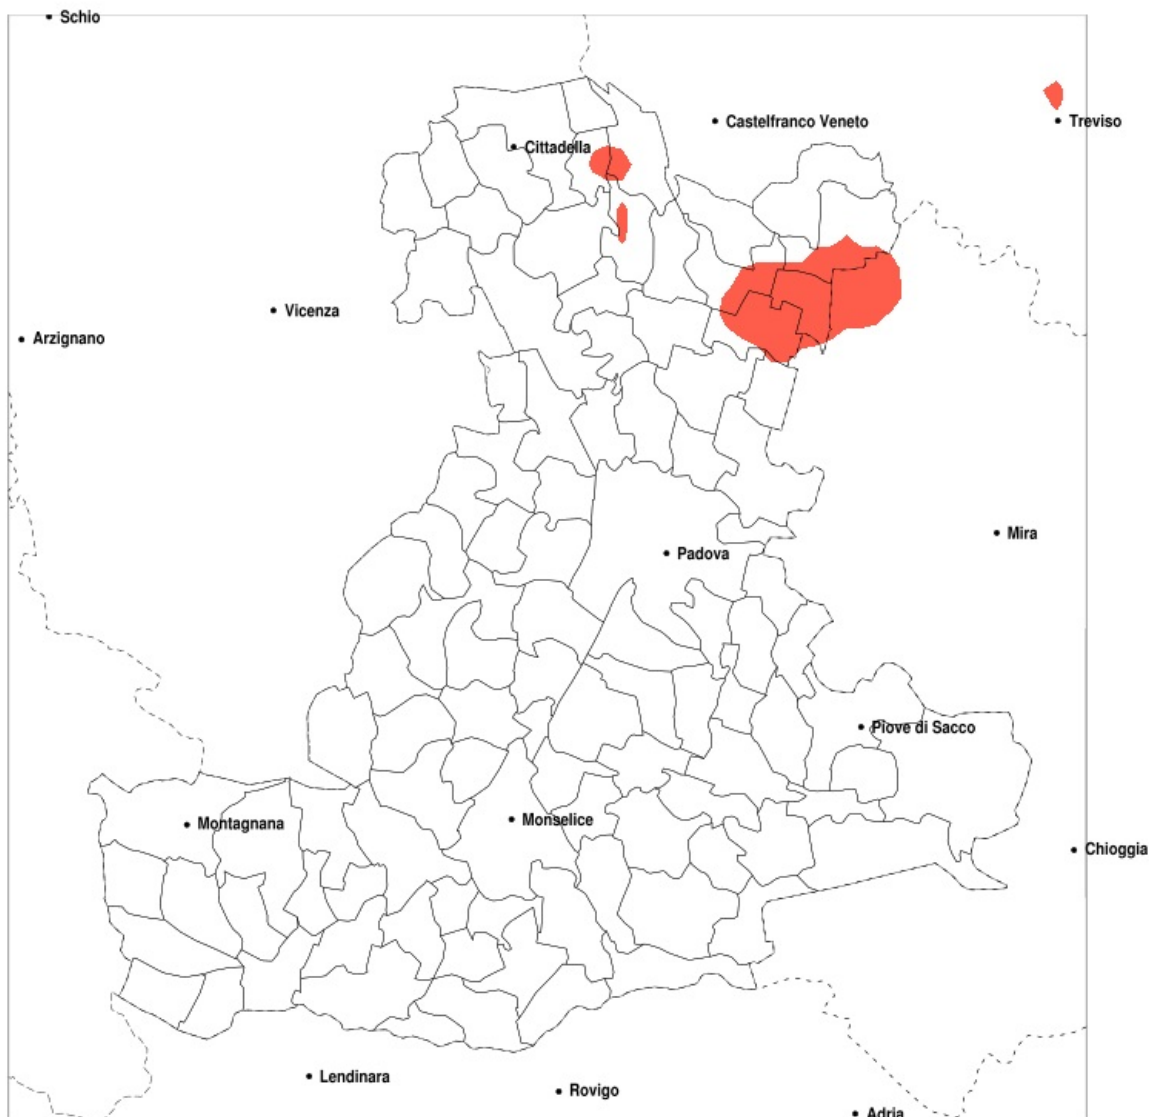 Schio
Castelfranco Veneto
Treviso
Cittadella
Vicenza
Arzignano
Mira
Padova
Piove di Sacco
Montagnana
Monselice
Chioggia
Lendinara
Rovigo
Adria